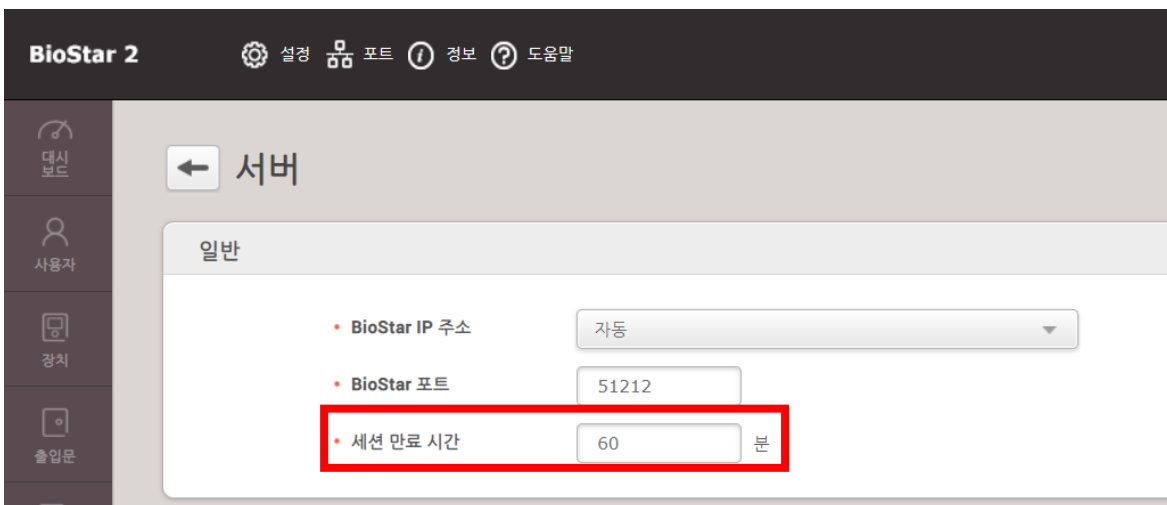 BioStar 2 설정 포트 정보 도움말
대시
보드
사용자
장치
출입문
서버
일반
BioStar IP 주소 자동
BioStar 포트 51212
세션 만료 시간 60 분